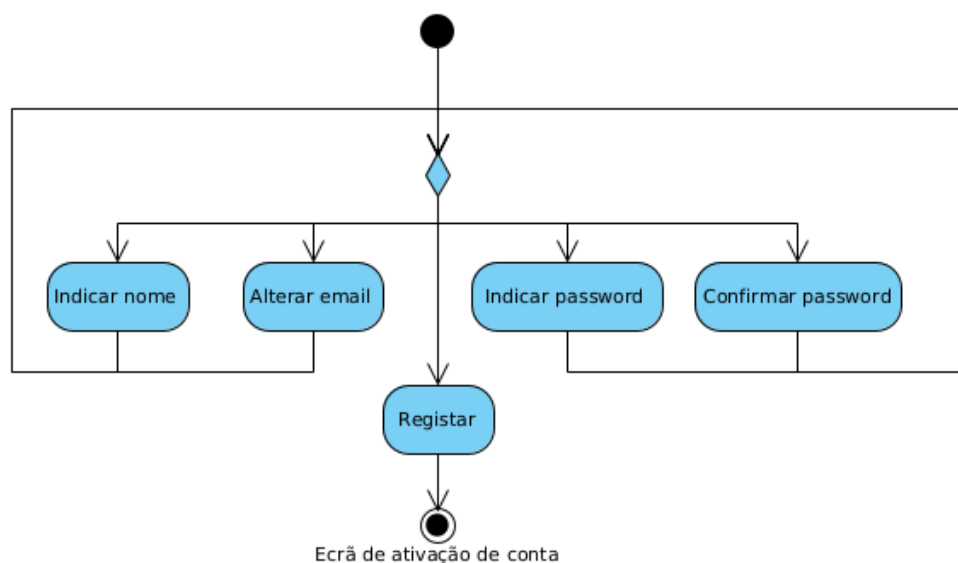 Indicar nome
Alterar email
Indicar password
Confirmar password
Registar
Ecrã de ativação de conta